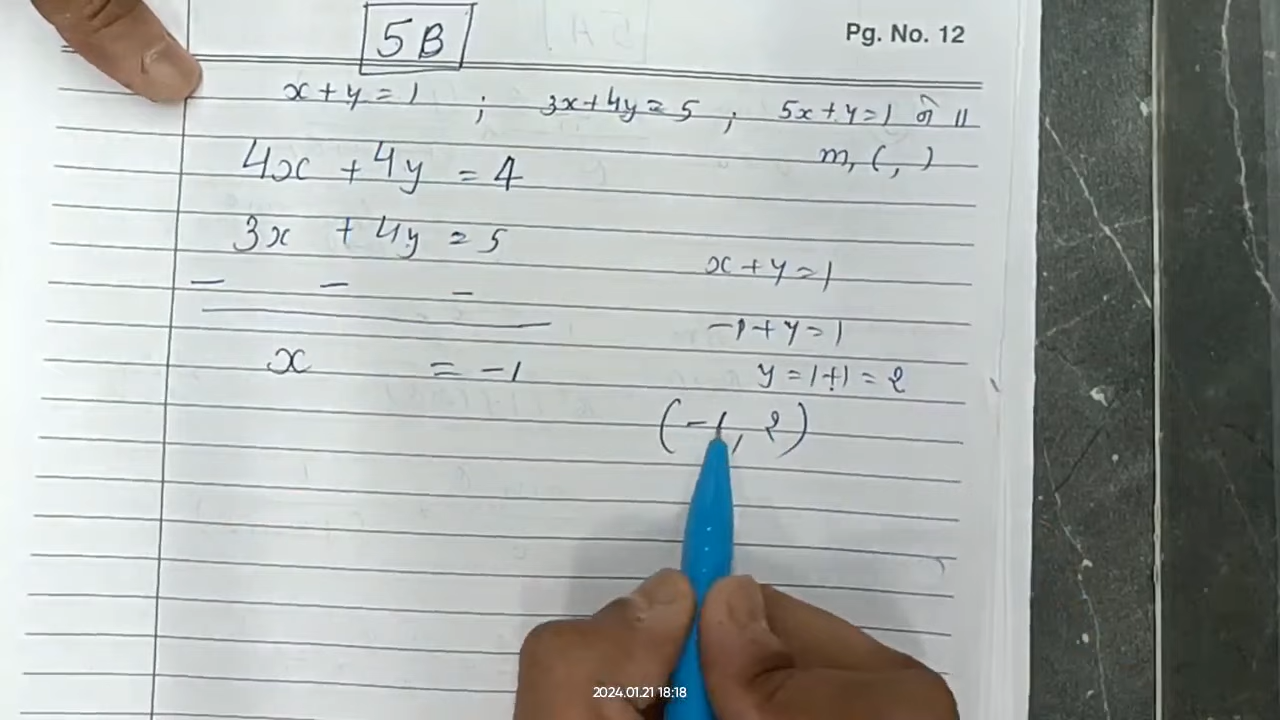 5B
Pg. No. 12
x + y = 1 ; 3x + 4y = 5 ; 5x + y = 1 ને ||
m, ( , )
4x + 4y = 4
3x + 4y = 5
— — —
x = -1
x + y = 1
-1 + y = 1
y = 1 + 1 = 2
(-1, 2)
2024.01.21 18:18